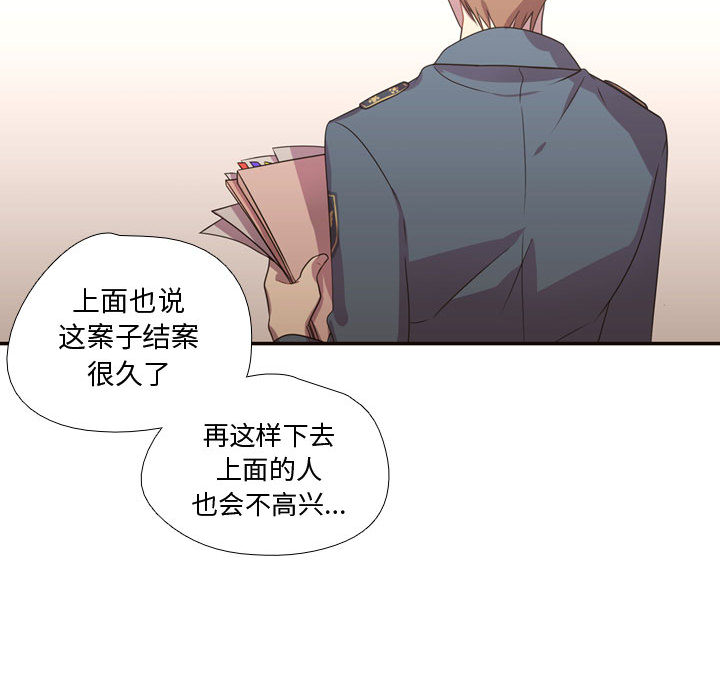 上面也说
这案子结案
很久了
再这样下去
上面的人
也会不高兴...